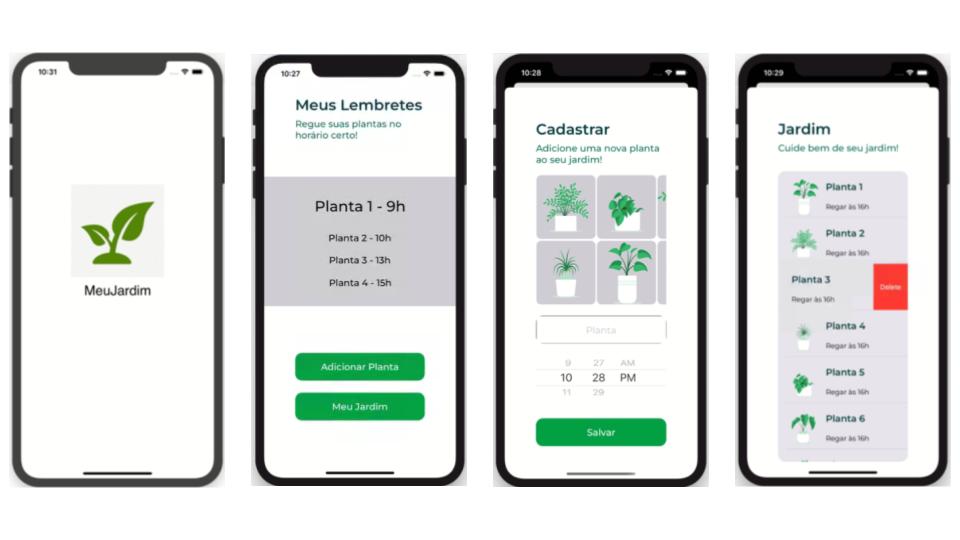 10:31
MeuJardim
10:27
Meus Lembretes
Regue suas plantas no
horário certo!
Planta 1 - 9h
Planta 2 - 10h
Planta 3 - 13h
Planta 4 - 15h
Adicionar Planta
Meu Jardim
10:28
Cadastrar
Adicione uma nova planta
ao seu jardim!
Planta
9 27 AM
10 28 PM
11 29
Salvar
10:29
Jardim
Cuide bem de seu jardim!
Planta 1
Regar às 16h
Planta 2
Regar às 16h
Planta 3
Regar às 16h
Delete
Planta 4
Regar às 16h
Planta 5
Regar às 16h
Planta 6
Regar às 16h